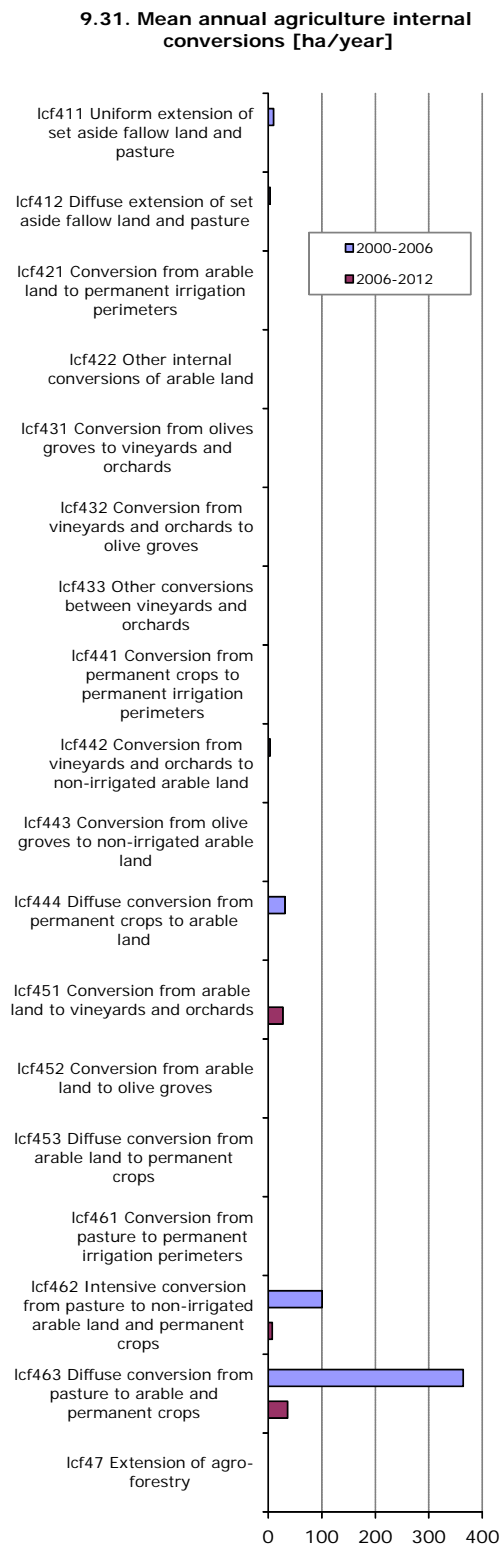 9.31. Mean annual agriculture internal
conversions [ha/year]
lcf411 Uniform extension of
set aside fallow land and
pasture
lcf412 Diffuse extension of set
aside fallow land and pasture
2000-2006
2006-2012
lcf421 Conversion from arable
land to permanent irrigation
perimeters
lcf422 Other internal
conversions of arable land
lcf431 Conversion from olives
groves to vineyards and
orchards
lcf432 Conversion from
vineyards and orchards to
olive groves
lcf433 Other conversions
between vineyards and
orchards
lcf441 Conversion from
permanent crops to
permanent irrigation
perimeters
lcf442 Conversion from
vineyards and orchards to
non-irrigated arable land
lcf443 Conversion from olive
groves to non-irrigated arable
land
lcf444 Diffuse conversion from
permanent crops to arable
land
lcf451 Conversion from arable
land to vineyards and orchards
lcf452 Conversion from arable
land to olive groves
lcf453 Diffuse conversion from
arable land to permanent
crops
lcf461 Conversion from
pasture to permanent
irrigation perimeters
lcf462 Intensive conversion
from pasture to non-irrigated
arable land and permanent
crops
lcf463 Diffuse conversion from
pasture to arable and
permanent crops
lcf47 Extension of agro-
forestry
0 100 200 300 400